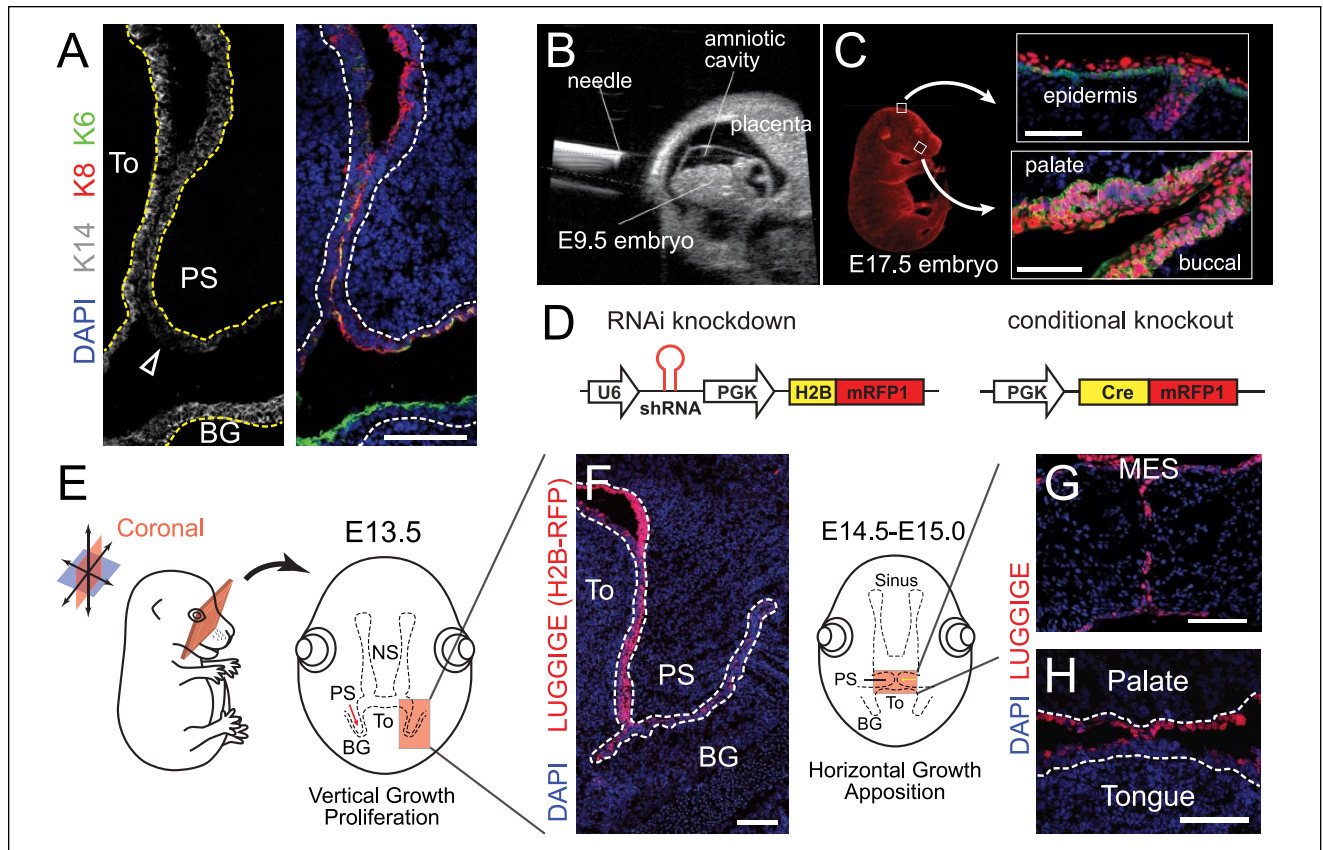 A
DAPI K14 K8 K6
To
PS
BG
B
needle
amniotic
cavity
placenta
E9.5 embryo
C
E17.5 embryo
epidermis
palate
buccal
D
RNAi knockdown
U6
shRNA
PGK
H2B
mRFP1
conditional knockout
PGK
Cre
mRFP1
E
Coronal
E13.5
NS
PS
To
BG
Vertical Growth
Proliferation
F
DAPI LUGGIGE (H2B-RFP)
To
PS
BG
E14.5-E15.0
Sinus
PS
To
BG
Horizontal Growth
Apposition
DAPI LUGGIGE
G
MES
H
Palate
Tongue